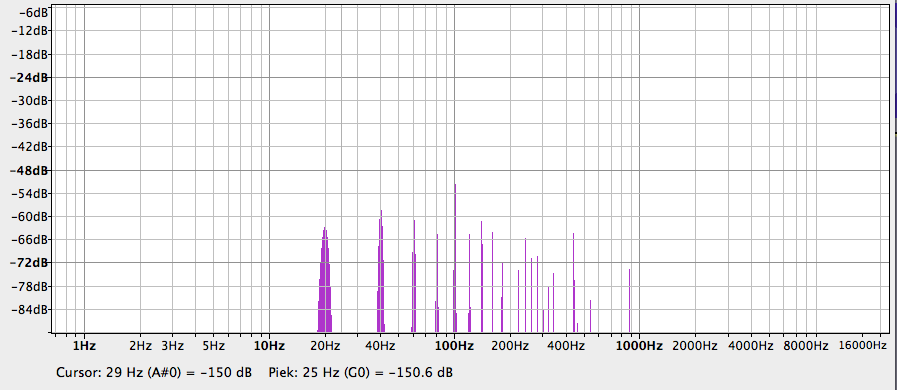 -6dB
-12dB
-18dB
-24dB
-30dB
-36dB
-42dB
-48dB
-54dB
-60dB
-66dB
-72dB
-78dB
-84dB
1Hz 2Hz 3Hz 5Hz 10Hz 20Hz 40Hz 100Hz 200Hz 400Hz 1000Hz 2000Hz 4000Hz 8000Hz 16000Hz
Cursor: 29 Hz (A#0) = -150 dB Piek: 25 Hz (G0) = -150.6 dB